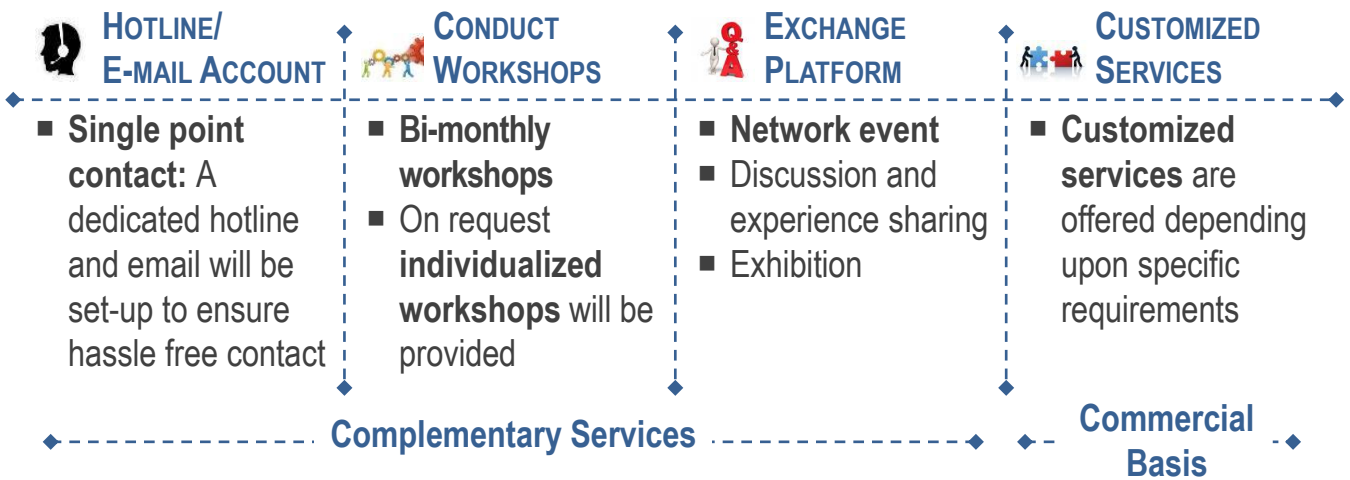 HOTLINE/
E-MAIL ACCOUNT
CONDUCT
WORKSHOPS
Q&A
EXCHANGE
PLATFORM
CUSTOMIZED
SERVICES
■ Single point
contact: A
dedicated hotline
and email will be
set-up to ensure
hassle free contact
■ Bi-monthly
workshops
■ On request
individualized
workshops will be
provided
■ Network event
■ Discussion and
experience sharing
■ Exhibition
■ Customized
services are
offered depending
upon specific
requirements
Complementary Services
Commercial
Basis